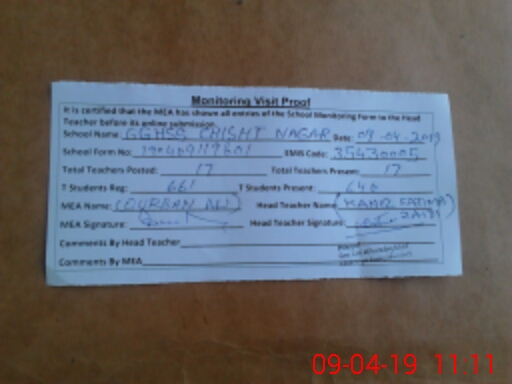 Monitoring Visit Proof
It is certified that the MEA has shown all entries of the School Monitoring Form to the Head
Teacher before its online submission.
School Name: GGHSS CHISHT NAGAR Date: 09-04-2019
School Form No: EMIS Code: 35430005
Total Teachers Posted: 17 Total Teachers Present: 17
T Students Reg: 661 T Students Present: 640
MEA Name: (QURBAN ALI) Head Teacher Name: (KANIZ FATIMA
ZAIDI)
MEA Signature: Head Teacher Signature:
Comments By Head Teacher
Comments By MEA
09-04-19 11:11